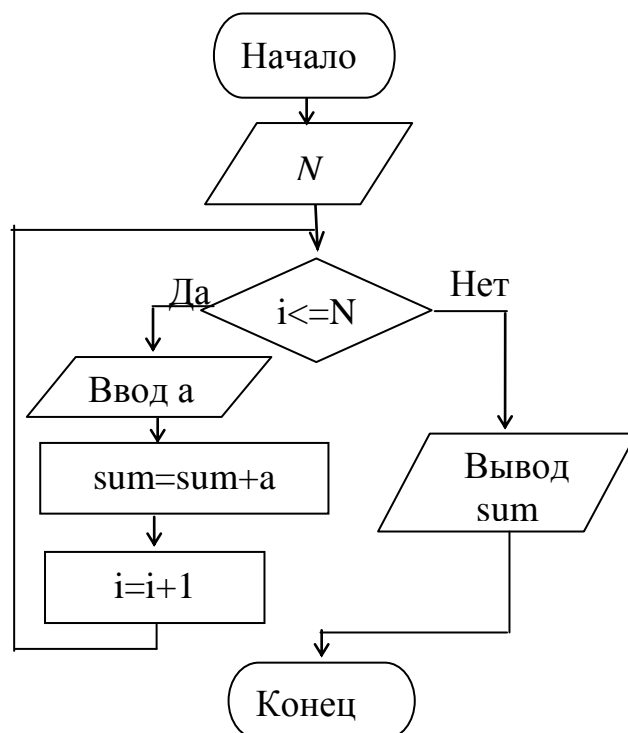 Начало
N
Да
i<=N
Нет
Ввод a
sum=sum+a
i=i+1
Вывод
sum
Конец